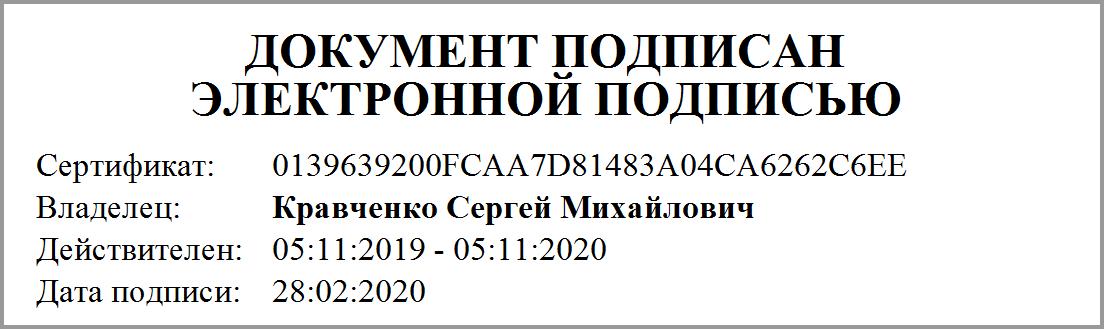 ДОКУМЕНТ ПОДПИСАН
ЭЛЕКТРОННОЙ ПОДПИСЬЮ
Сертификат: 0139639200FCAA7D81483A04CA6262C6EE
Владелец: Кравченко Сергей Михайлович
Действителен: 05:11:2019 - 05:11:2020
Дата подписи: 28:02:2020